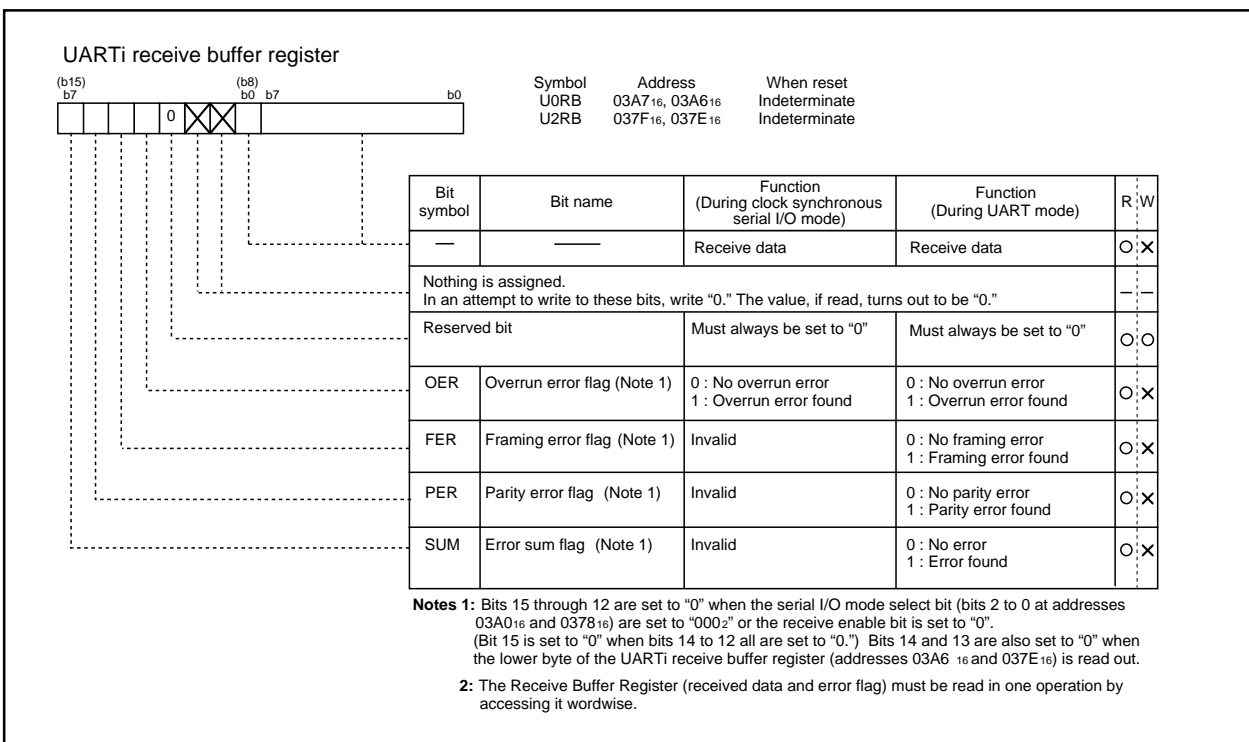 UARTi receive buffer register
(b15) (b8)
b7 b0 b7 b0
0
Symbol Address When reset
U0RB 03A716, 03A616 Indeterminate
U2RB 037F16, 037E16 Indeterminate
Bit symbol Bit name Function (During clock synchronous serial I/O mode) Function (During UART mode) R W
— — Receive data Receive data O X
Nothing is assigned.
In an attempt to write to these bits, write “0.” The value, if read, turns out to be “0.” – –
Reserved bit Must always be set to “0” Must always be set to “0” O O
OER Overrun error flag (Note 1) 0 : No overrun error 0 : No overrun error O X
1 : Overrun error found 1 : Overrun error found
FER Framing error flag (Note 1) Invalid 0 : No framing error O X
1 : Framing error found
PER Parity error flag (Note 1) Invalid 0 : No parity error O X
1 : Parity error found
SUM Error sum flag (Note 1) Invalid 0 : No error O X
1 : Error found
Notes 1: Bits 15 through 12 are set to “0” when the serial I/O mode select bit (bits 2 to 0 at addresses
03A016 and 037816) are set to “0002” or the receive enable bit is set to “0”.
(Bit 15 is set to “0” when bits 14 to 12 all are set to “0.”) Bits 14 and 13 are also set to “0” when
the lower byte of the UARTi receive buffer register (addresses 03A6 16 and 037E16) is read out.
2: The Receive Buffer Register (received data and error flag) must be read in one operation by
accessing it wordwise.